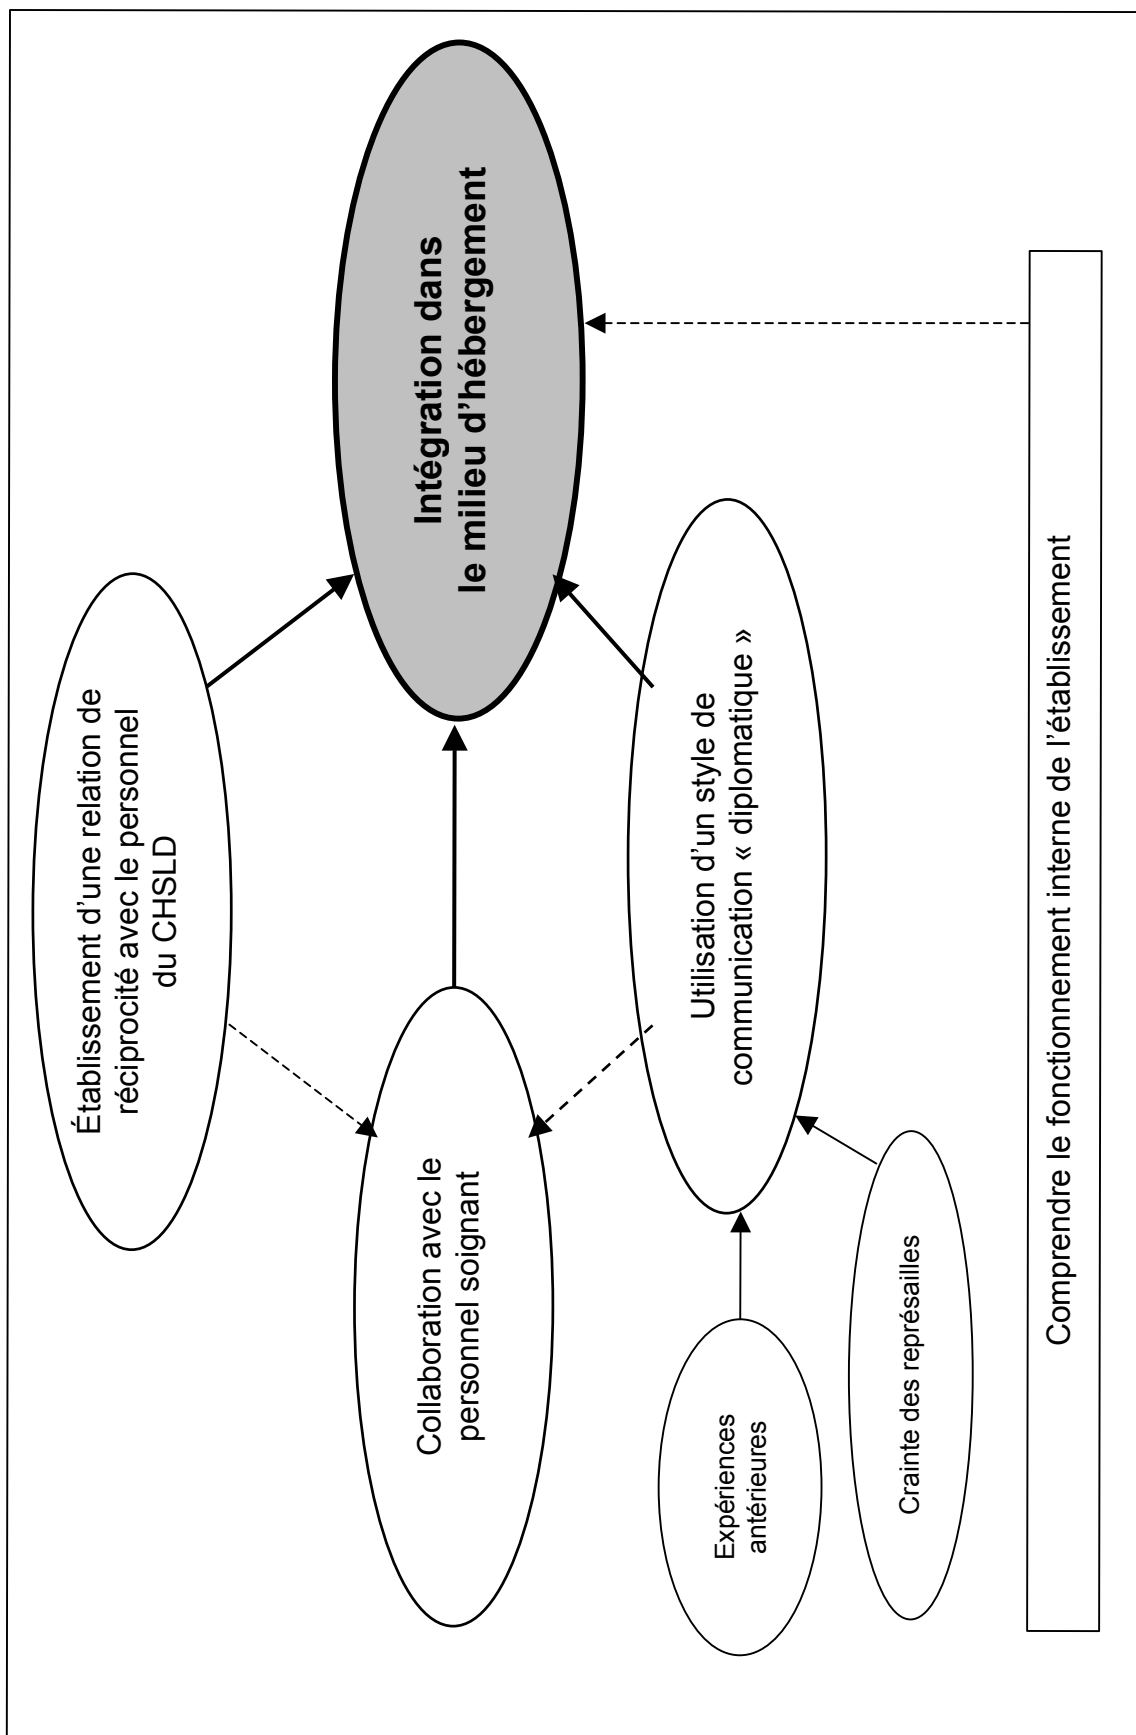 Établissement d'une relation de
réciprocité avec le personnel
du CHSLD
Intégration dans
le milieu d'hébergement
Collaboration avec le
personnel soignant
Utilisation d'un style de
communication « diplomatique »
Expériences
antérieures
Crainte des représailles
Comprendre le fonctionnement interne de l'établissement